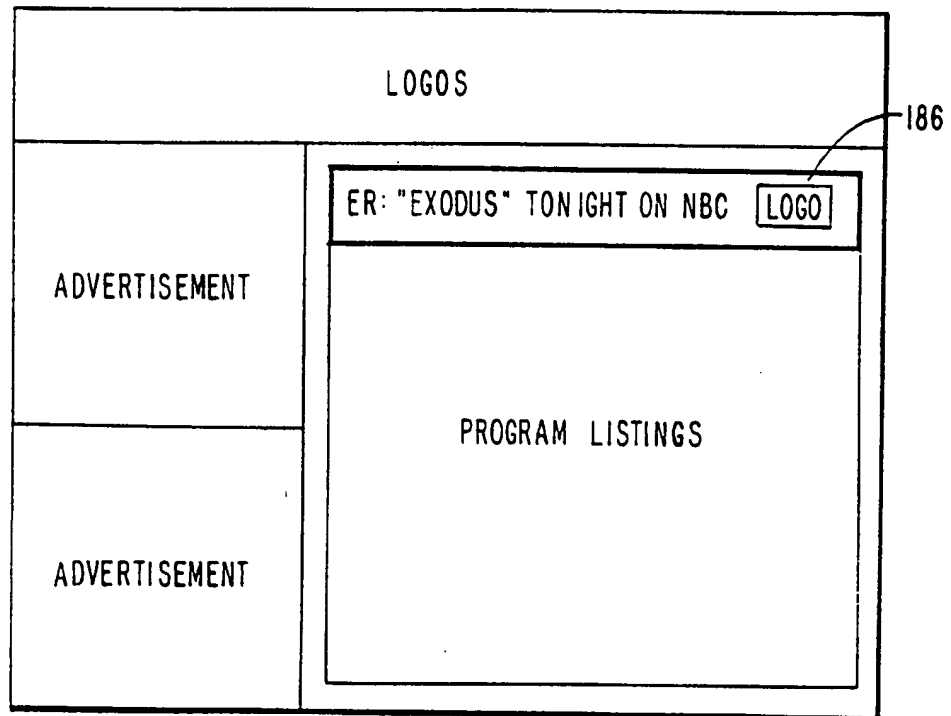 LOGOS
186
ER: "EXODUS" TONIGHT ON NBC LOGO
ADVERTISEMENT
PROGRAM LISTINGS
ADVERTISEMENT